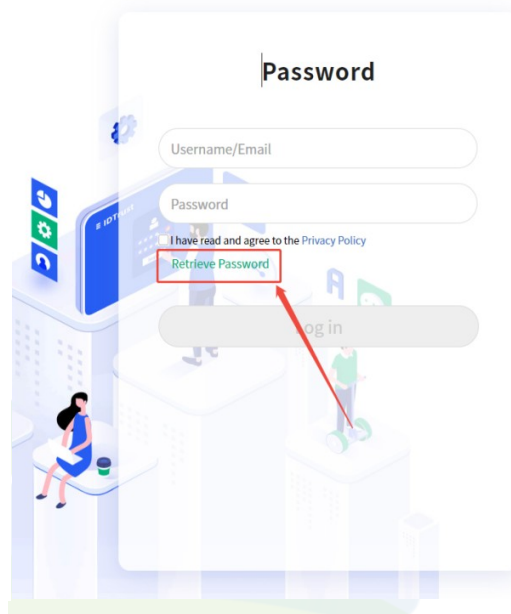 Password
Username/Email
Password
I have read and agree to the Privacy Policy
Retrieve Password
Log in